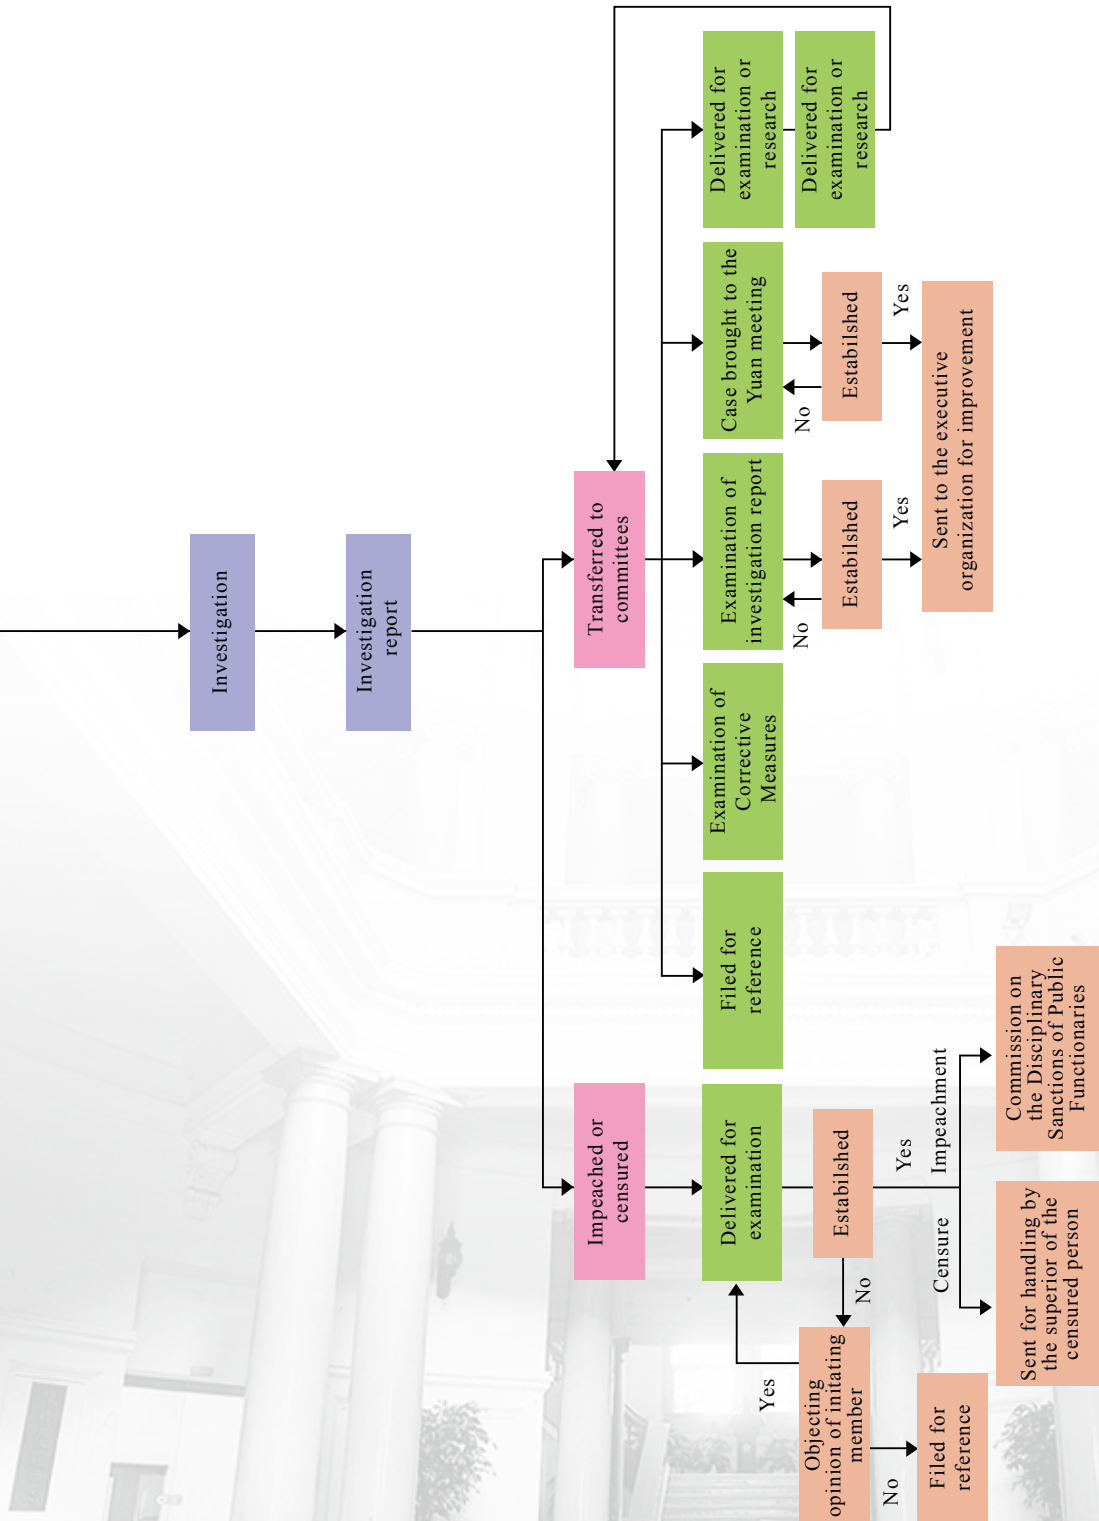 Investigation
Investigation
report
Transferred to
committees
Impeached or
censured
Delivered for
examination or
research
Delivered for
examination or
research
Case brought to the
Yuan meeting
No
Estabilshed
Yes
Examination of
investigation report
No
Estabilshed
Yes
Sent to the executive
organization for improvement
Examination of
Corrective
Measures
Filed for
reference
Delivered for
examination
Estabilshed
Yes
Impeachment
Commission on
the Disciplinary
Sanctions of Public
Functionaries
Censure
Sent for handling by
the superior of the
censured person
No
Objecting
opinion of initating
member
Yes
No
Filed for
reference